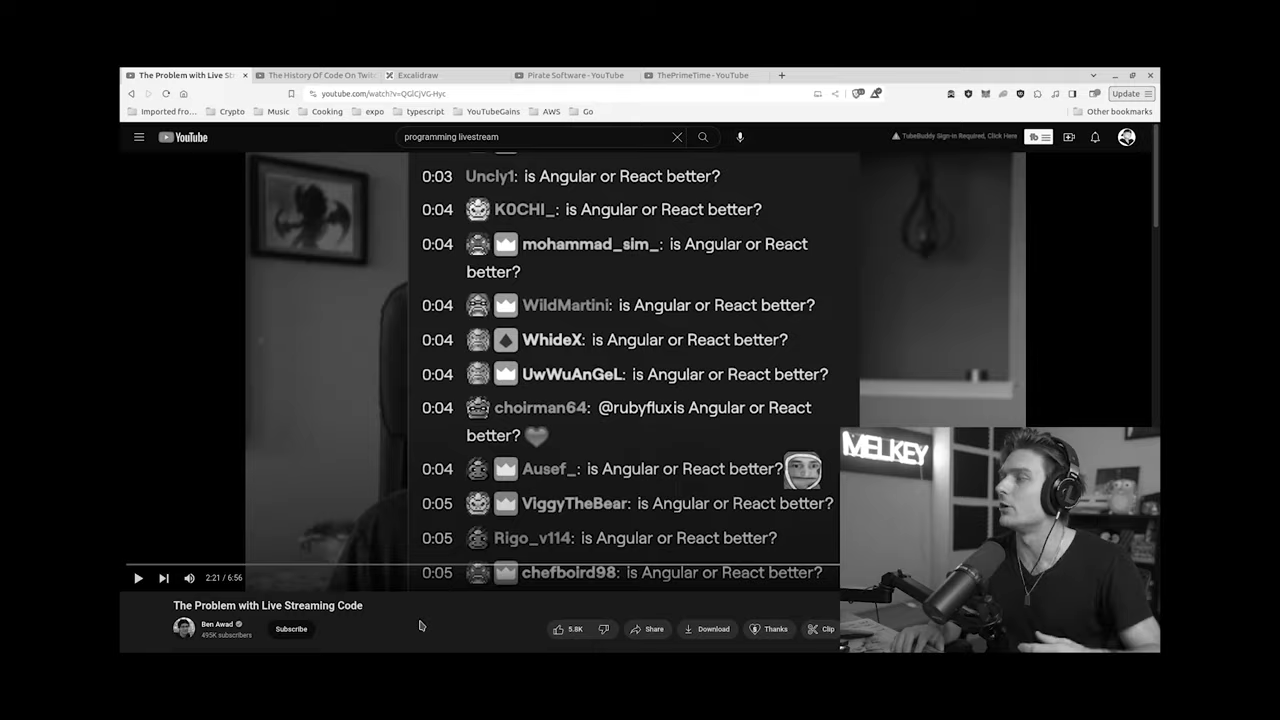 The Problem with Live St
The History Of Code On Twitc
Excalidraw
Pirate Software - YouTube
ThePrimeTime - YouTube
youtube.com/watch?v=QGlCjVG-Hyc
Update
Imported fro...
Crypto
Music
Cooking
expo
typescript
YouTubeGains
AWS
Go
Other bookmarks
YouTube
programming livestream
TubeBuddy Sign-in Required, Click Here
tb
0:03 Uncly1: is Angular or React better?
0:04 K0CHI_: is Angular or React better?
0:04 mohammad_sim_: is Angular or React
better?
0:04 WildMartini: is Angular or React better?
0:04 WhideX: is Angular or React better?
0:04 UwWuAnGeL: is Angular or React better?
0:04 choirman64: @rubyfluxis Angular or React
better?
0:04 Ausef_: is Angular or React better?
0:05 ViggyTheBear: is Angular or React better?
0:05 Rigo_v114: is Angular or React better?
0:05 chefboird98: is Angular or React better?
MELKEY
2:21 / 6:56
The Problem with Live Streaming Code
Ben Awad
495K subscribers
Subscribe
5.8K
Share
Download
Thanks
Clip